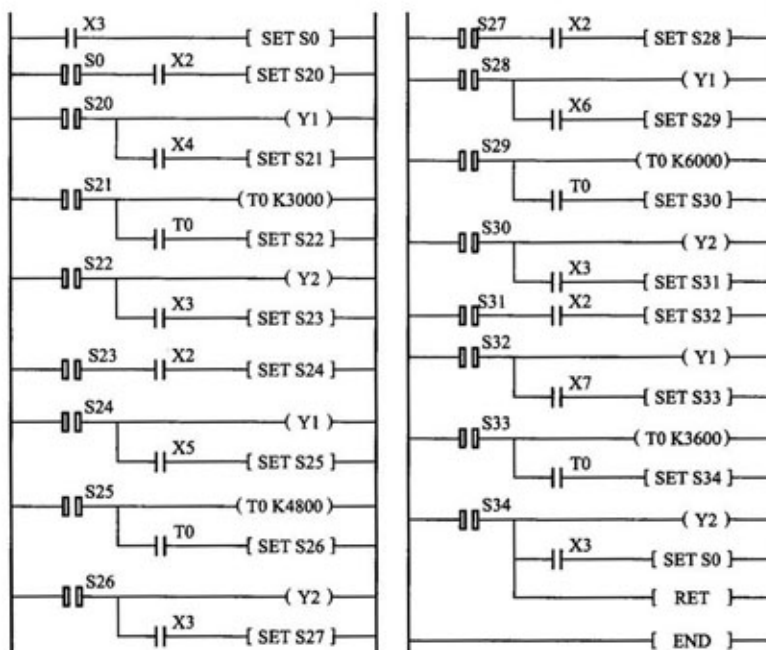 X3
[ SET S0 ]
S0 X2
[ SET S20 ]
S20
( Y1 )
X4
[ SET S21 ]
S21
( T0 K3000 )
T0
[ SET S22 ]
S22
( Y2 )
X3
[ SET S23 ]
S23 X2
[ SET S24 ]
S24
( Y1 )
X5
[ SET S25 ]
S25
( T0 K4800 )
T0
[ SET S26 ]
S26
( Y2 )
X3
[ SET S27 ]
S27 X2
[ SET S28 ]
S28
( Y1 )
X6
[ SET S29 ]
S29
( T0 K6000 )
T0
[ SET S30 ]
S30
( Y2 )
X3
[ SET S31 ]
S31 X2
[ SET S32 ]
S32
( Y1 )
X7
[ SET S33 ]
S33
( T0 K3600 )
T0
[ SET S34 ]
S34
( Y2 )
X3
[ SET S0 ]
[ RET ]
[ END ]